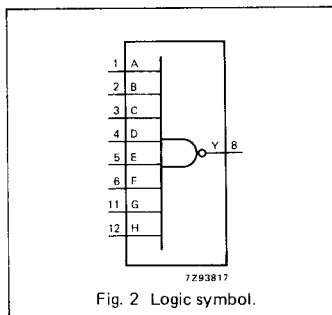 1 A
2 B
3 C
4 D
5 E
6 F
11 G
12 H
Y 8
7Z93817
Fig. 2 Logic symbol.